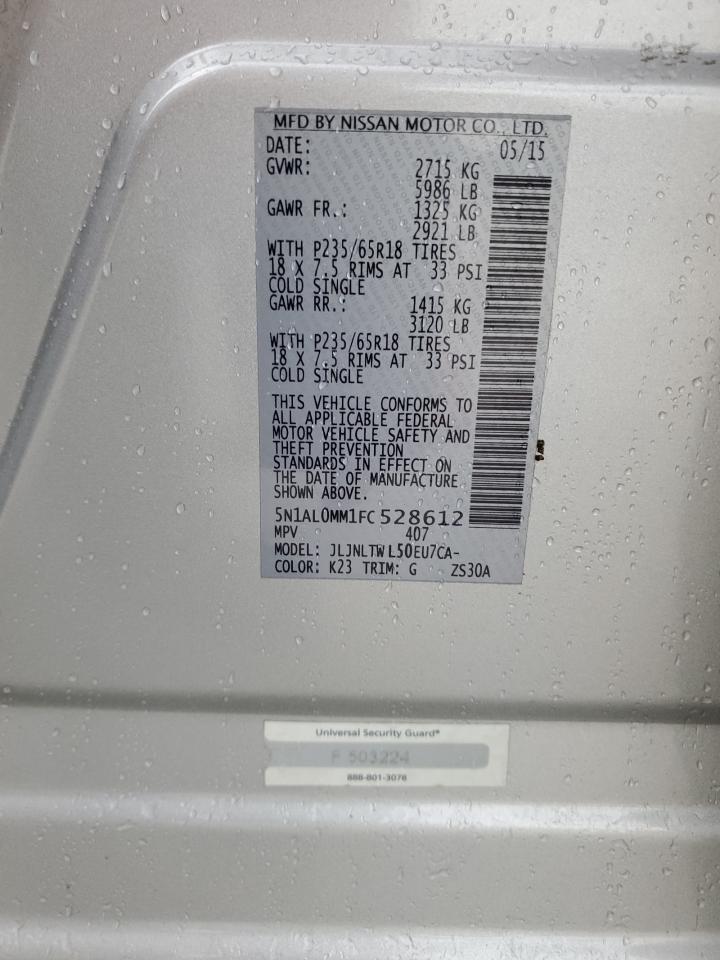 MFD BY NISSAN MOTOR CO., LTD.
DATE: 05/15
GVWR: 2715 KG
5986 LB
GAWR FR.: 1325 KG
2921 LB
WITH P235/65R18 TIRES
18 X 7.5 RIMS AT 33 PSI
COLD SINGLE
GAWR RR.: 1415 KG
3120 LB
WITH P235/65R18 TIRES
18 X 7.5 RIMS AT 33 PSI
COLD SINGLE
THIS VEHICLE CONFORMS TO
ALL APPLICABLE FEDERAL
MOTOR VEHICLE SAFETY AND
THEFT PREVENTION
STANDARDS IN EFFECT ON
THE DATE OF MANUFACTURE
SHOWN ABOVE.
5N1AL0MM1FC528612
MPV 407
MODEL: JLJNLTWL50EU7CA-
COLOR: K23 TRIM: G ZS30A
Universal Security Guard®
F 503224
888-801-3078